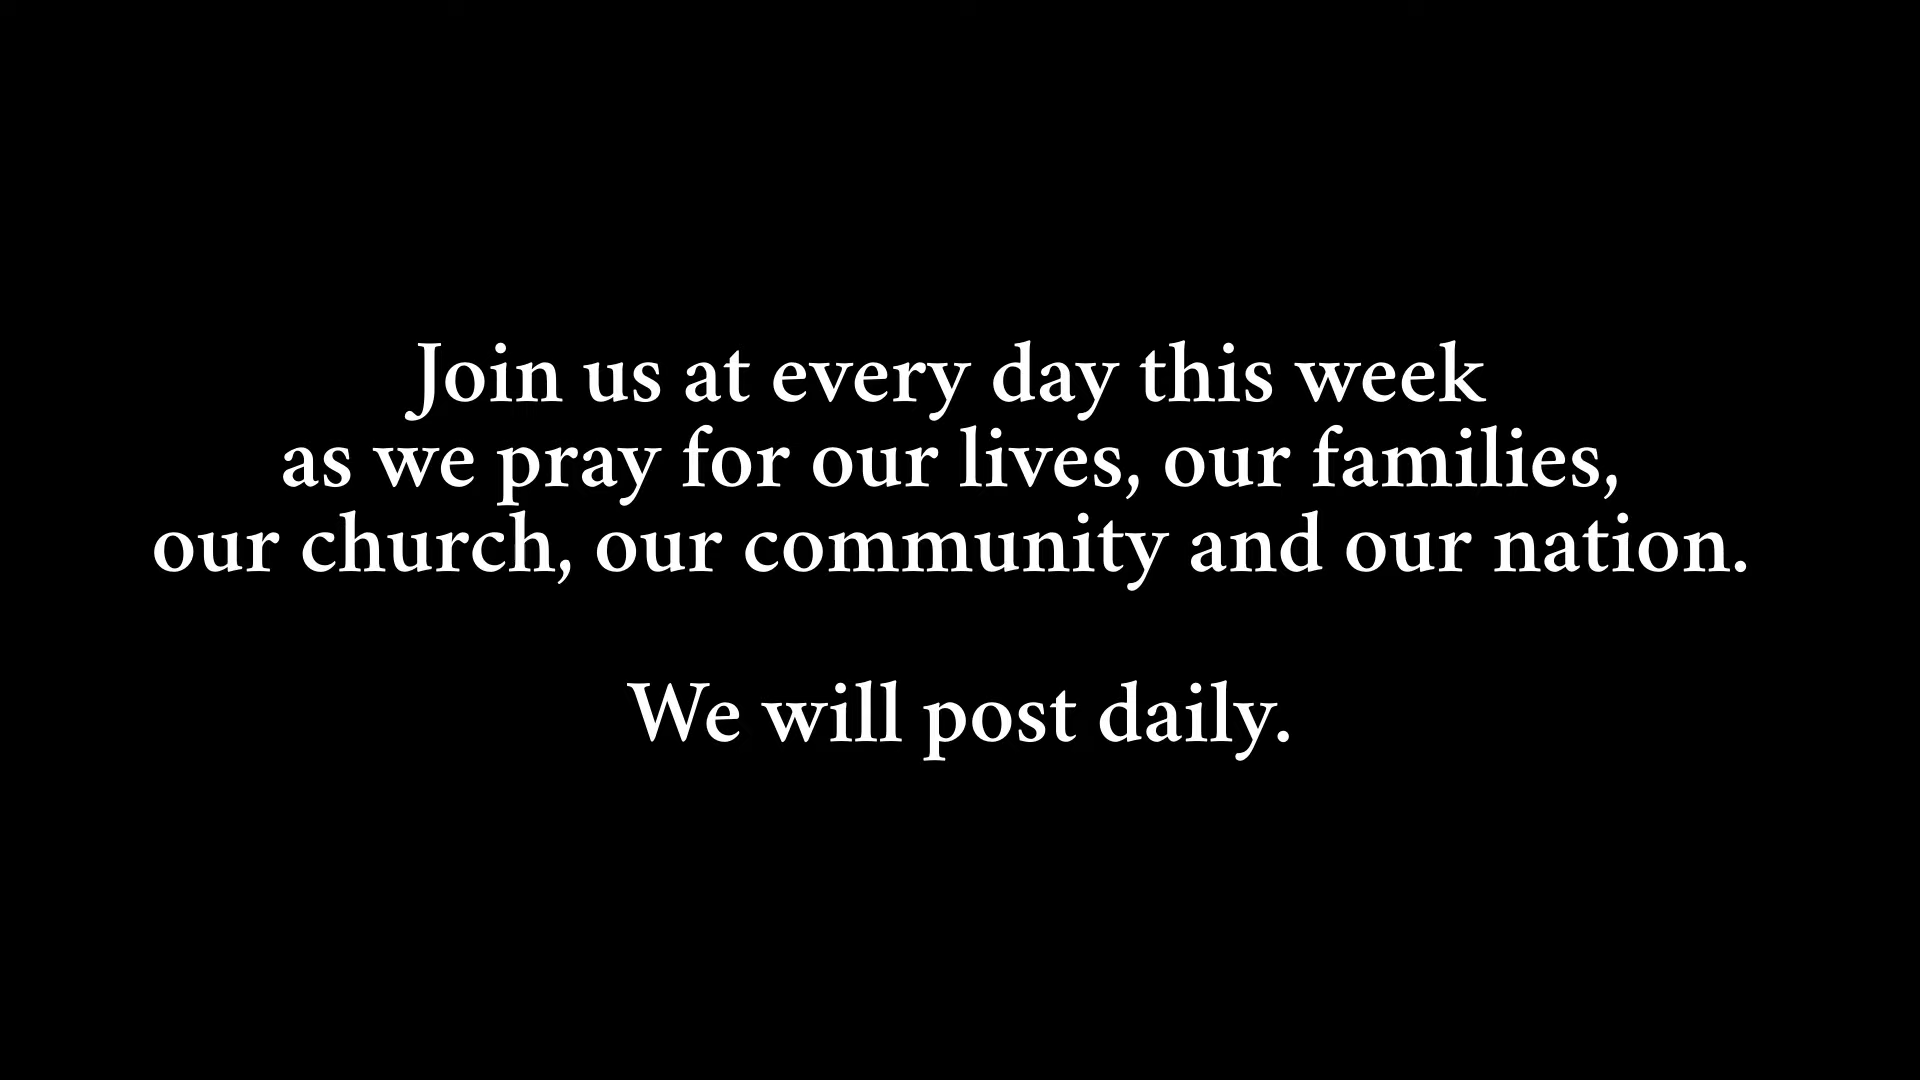 Join us at every day this week
as we pray for our lives, our families,
our church, our community and our nation.
We will post daily.